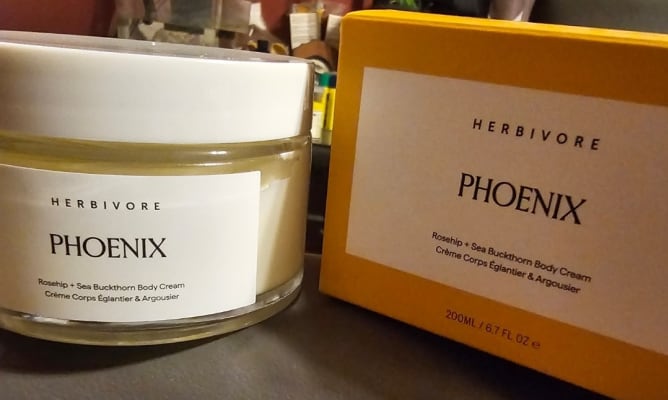 HERBIVORE
PHOENIX
Rosehip + Sea Buckthorn Body Cream
Crème Corps Églantier & Argousier
HERBIVORE
PHOENIX
Rosehip + Sea Buckthorn Body Cream
Crème Corps Églantier & Argousier
200ML / 6.7 FL OZ ℮